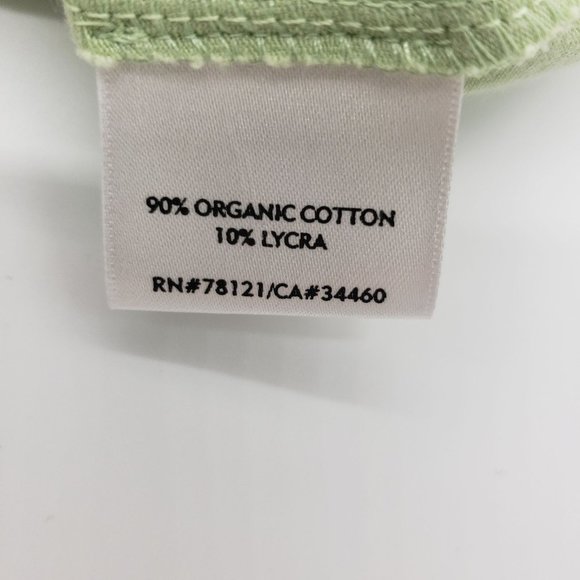 90% ORGANIC COTTON
10% LYCRA
RN#78121/CA#34460